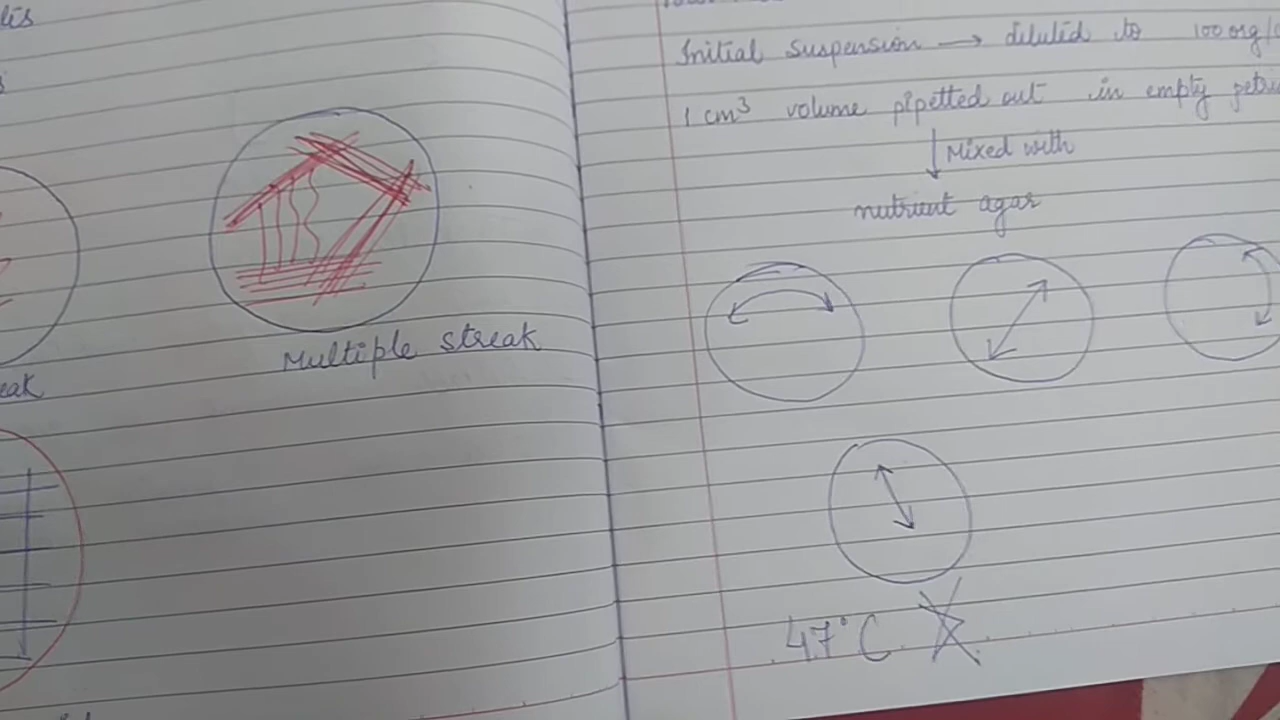 Multiple streak
Initial suspension → diluted to 100 org/
1 cm³ volume pipetted out in empty petri
Mixed with
nutrient agar
47°C